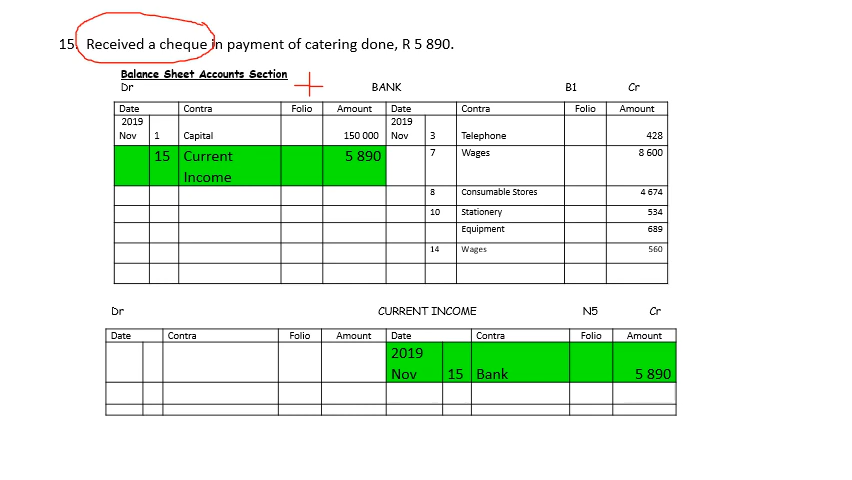 15. Received a cheque in payment of catering done, R 5 890.
Balance Sheet Accounts Section
Dr BANK B1 Cr
Date Contra Folio Amount Date Contra Folio Amount
2019 2019
Nov 1 Capital 150 000 Nov 3 Telephone 428
15 Current Income 5 890 7 Wages 8 600
8 Consumable Stores 4 674
10 Stationery 534
Equipment 689
14 Wages 560
Dr CURRENT INCOME N5 Cr
Date Contra Folio Amount Date Contra Folio Amount
2019
Nov 15 Bank 5 890